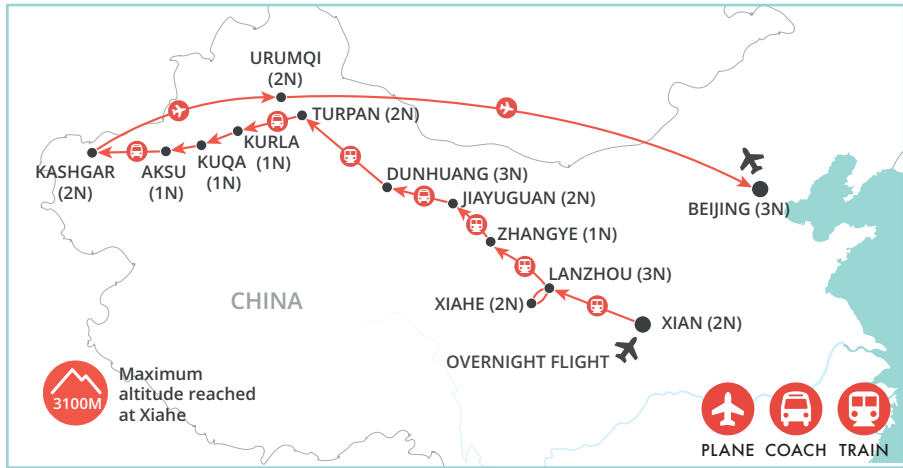 URUMQI
(2N)
TURPAN (2N)
KURLA
(1N)
KUQA
(1N)
AKSU
(1N)
KASHGAR
(2N)
DUNHUANG (3N)
JIAYUGUAN (2N)
ZHANGYE (1N)
LANZHOU (3N)
XIAHE (2N)
XIAN (2N)
BEIJING (3N)
CHINA
OVERNIGHT FLIGHT
3100M
Maximum
altitude reached
at Xiahe
PLANE COACH TRAIN